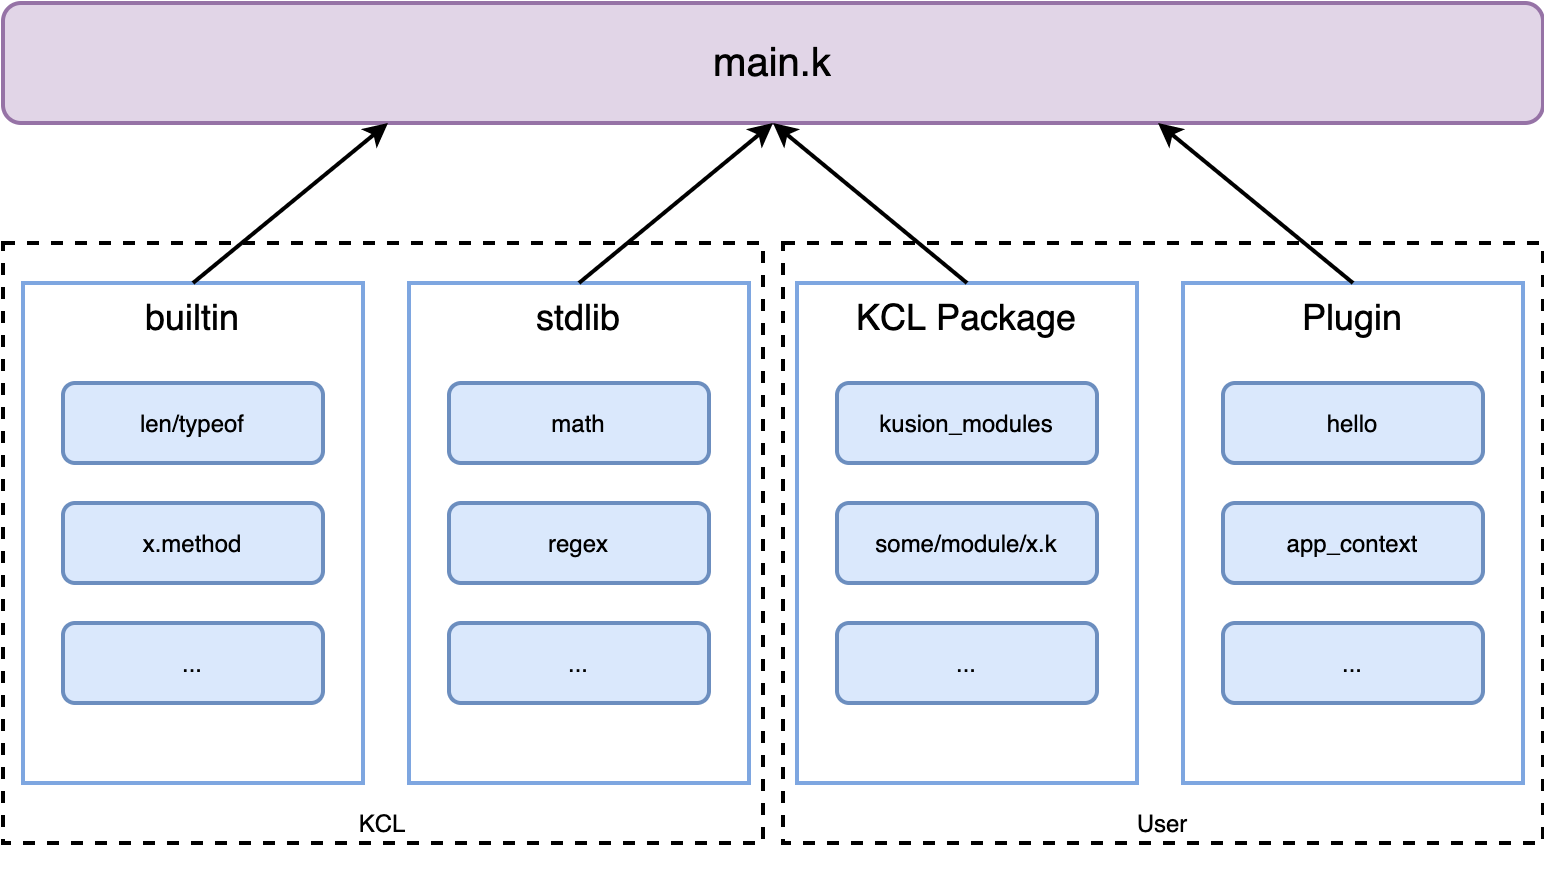 main.k
builtin
len/typeof
x.method
...
stdlib
math
regex
...
KCL
KCL Package
kusion_modules
some/module/x.k
...
Plugin
hello
app_context
...
User